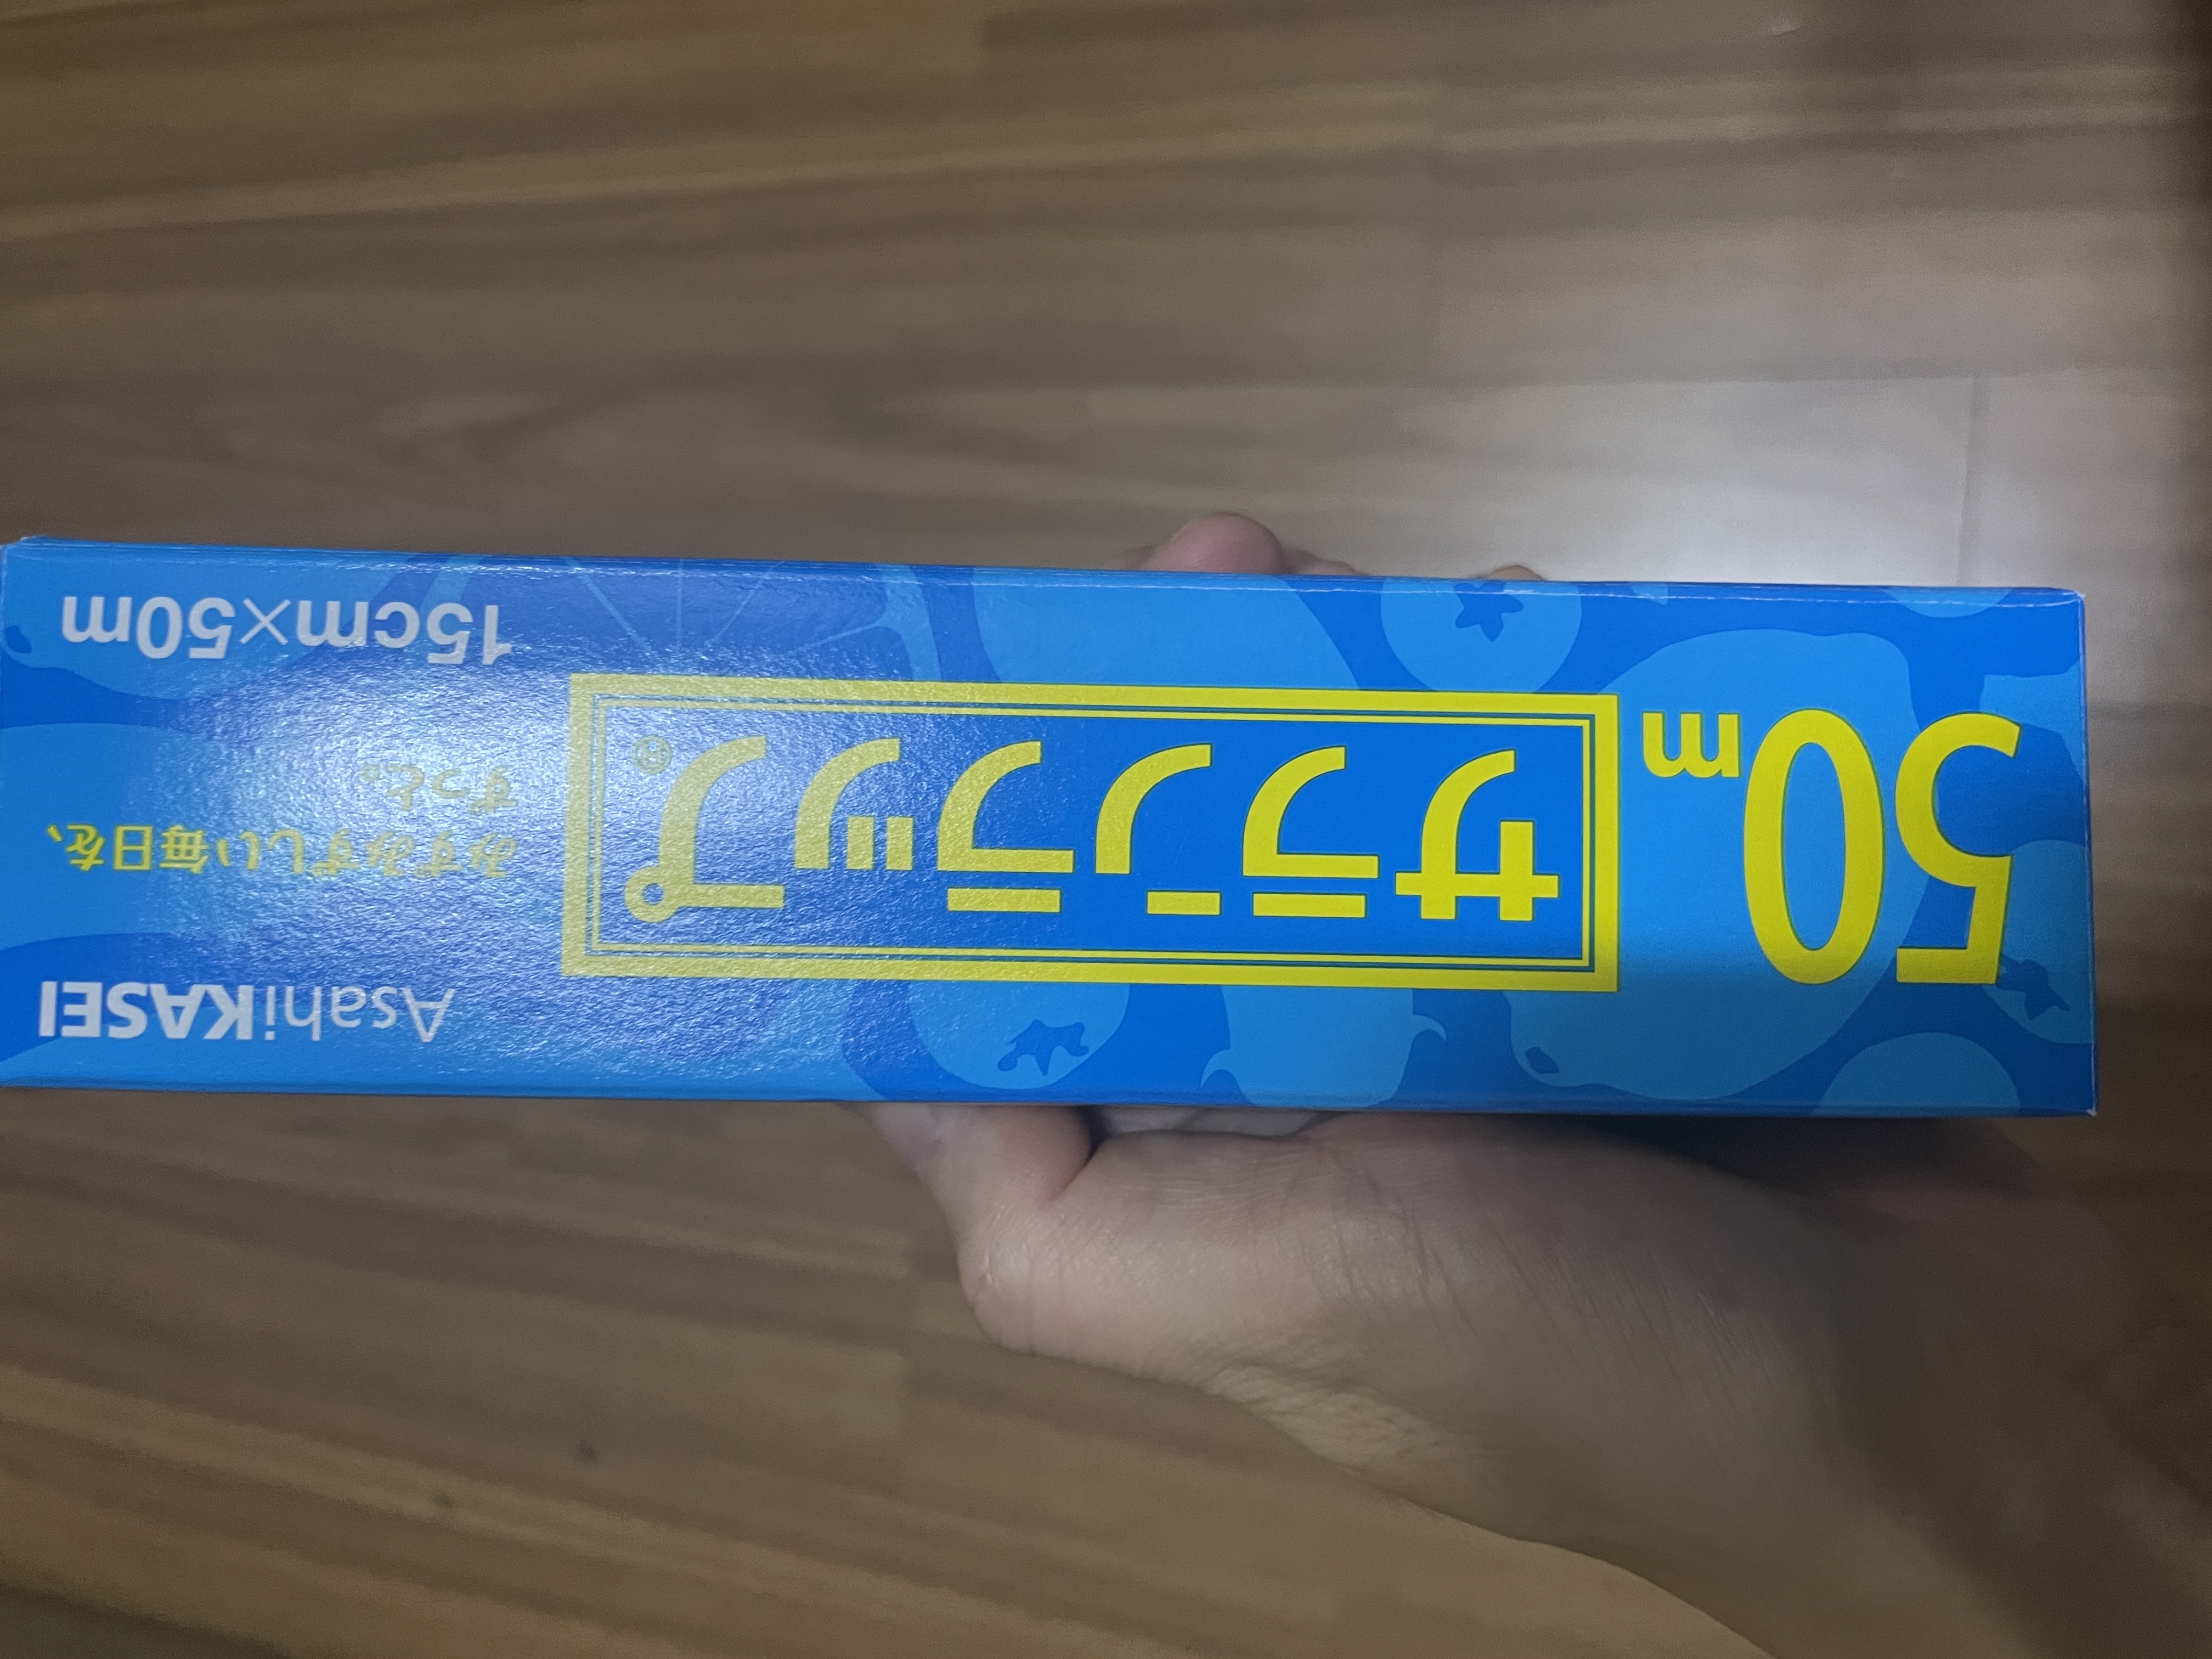 50m
サランラップ®
AsahiKASEI
みずみずしい毎日を、
ずっと。
15cm×50m